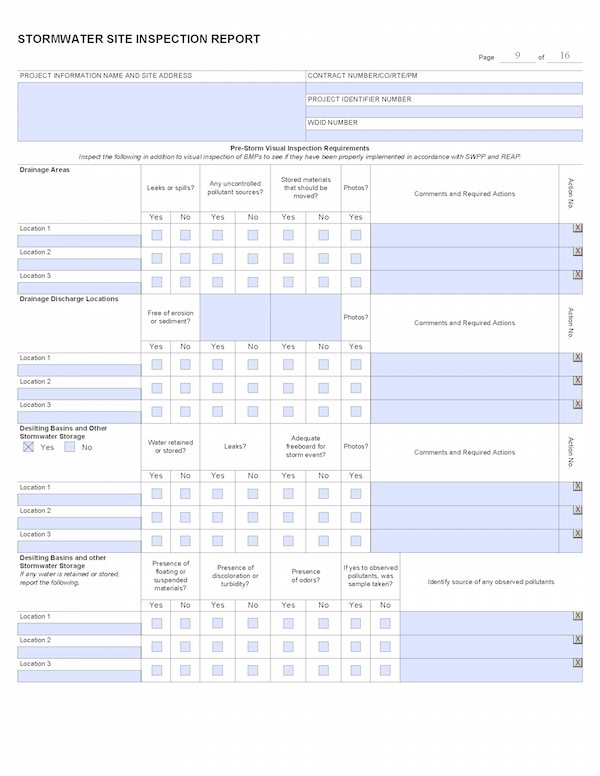 STORMWATER SITE INSPECTION REPORT
Page 9 of 16
PROJECT INFORMATION NAME AND SITE ADDRESS
CONTRACT NUMBER/CO/RTE/PM
PROJECT IDENTIFIER NUMBER
WDID NUMBER
Pre-Storm Visual Inspection Requirements
Inspect the following in addition to visual inspection of BMPs to see if they have been properly implemented in accordance with SWPP and REAP:
Drainage Areas
Leaks or spills?
Any uncontrolled
pollutant sources?
Stored materials
that should be
moved?
Photos?
Comments and Required Actions
Action No.
Yes No Yes No Yes No Yes
Location 1
X
Location 2
X
Location 3
X
Drainage Discharge Locations
Free of erosion
or sediment?
Photos?
Comments and Required Actions
Action No.
Yes No Yes No Yes No Yes
Location 1
X
Location 2
X
Location 3
X
Desilting Basins and Other
Stormwater Storage
Yes No
Water retained
or stored?
Leaks?
Adequate
freeboard for
storm event?
Photos?
Comments and Required Actions
Action No.
Yes No Yes No Yes No Yes
Location 1
X
Location 2
X
Location 3
X
Desilting Basins and other
Stormwater Storage
If any water is retained or stored,
report the following.
Presence of
floating or
suspended
materials?
Presence of
discoloration or
turbidity?
Presence
of odors?
If yes to observed
pollutants, was
sample taken?
Identify source of any observed pollutants
Yes No Yes No Yes No Yes No
Location 1
X
Location 2
X
Location 3
X